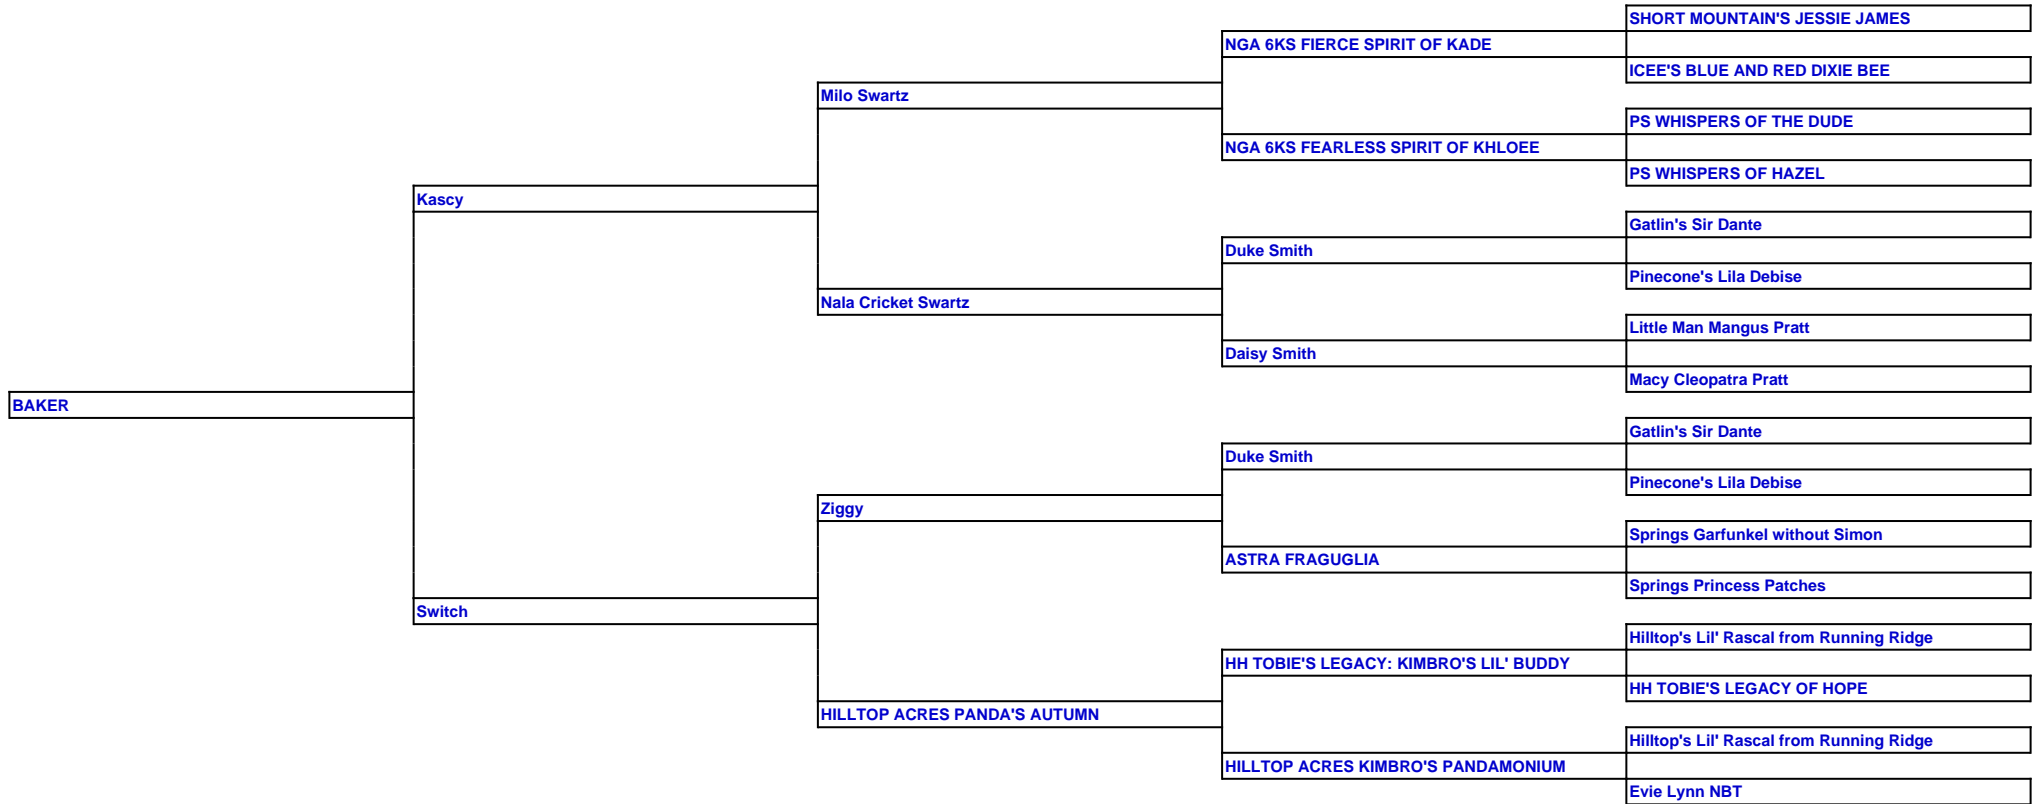 SHORT MOUNTAIN'S JESSIE JAMES
NGA 6KS FIERCE SPIRIT OF KADE
ICEE'S BLUE AND RED DIXIE BEE
Milo Swartz
PS WHISPERS OF THE DUDE
NGA 6KS FEARLESS SPIRIT OF KHLOEE
PS WHISPERS OF HAZEL
Kascy
Gatlin's Sir Dante
Duke Smith
Pinecone's Lila Debise
Nala Cricket Swartz
Little Man Mangus Pratt
Daisy Smith
Macy Cleopatra Pratt
BAKER
Gatlin's Sir Dante
Duke Smith
Pinecone's Lila Debise
Ziggy
Springs Garfunkel without Simon
ASTRA FRAGUGLIA
Springs Princess Patches
Switch
Hilltop's Lil' Rascal from Running Ridge
HH TOBIE'S LEGACY: KIMBRO'S LIL' BUDDY
HH TOBIE'S LEGACY OF HOPE
HILLTOP ACRES PANDA'S AUTUMN
Hilltop's Lil' Rascal from Running Ridge
HILLTOP ACRES KIMBRO'S PANDAMONIUM
Evie Lynn NBT